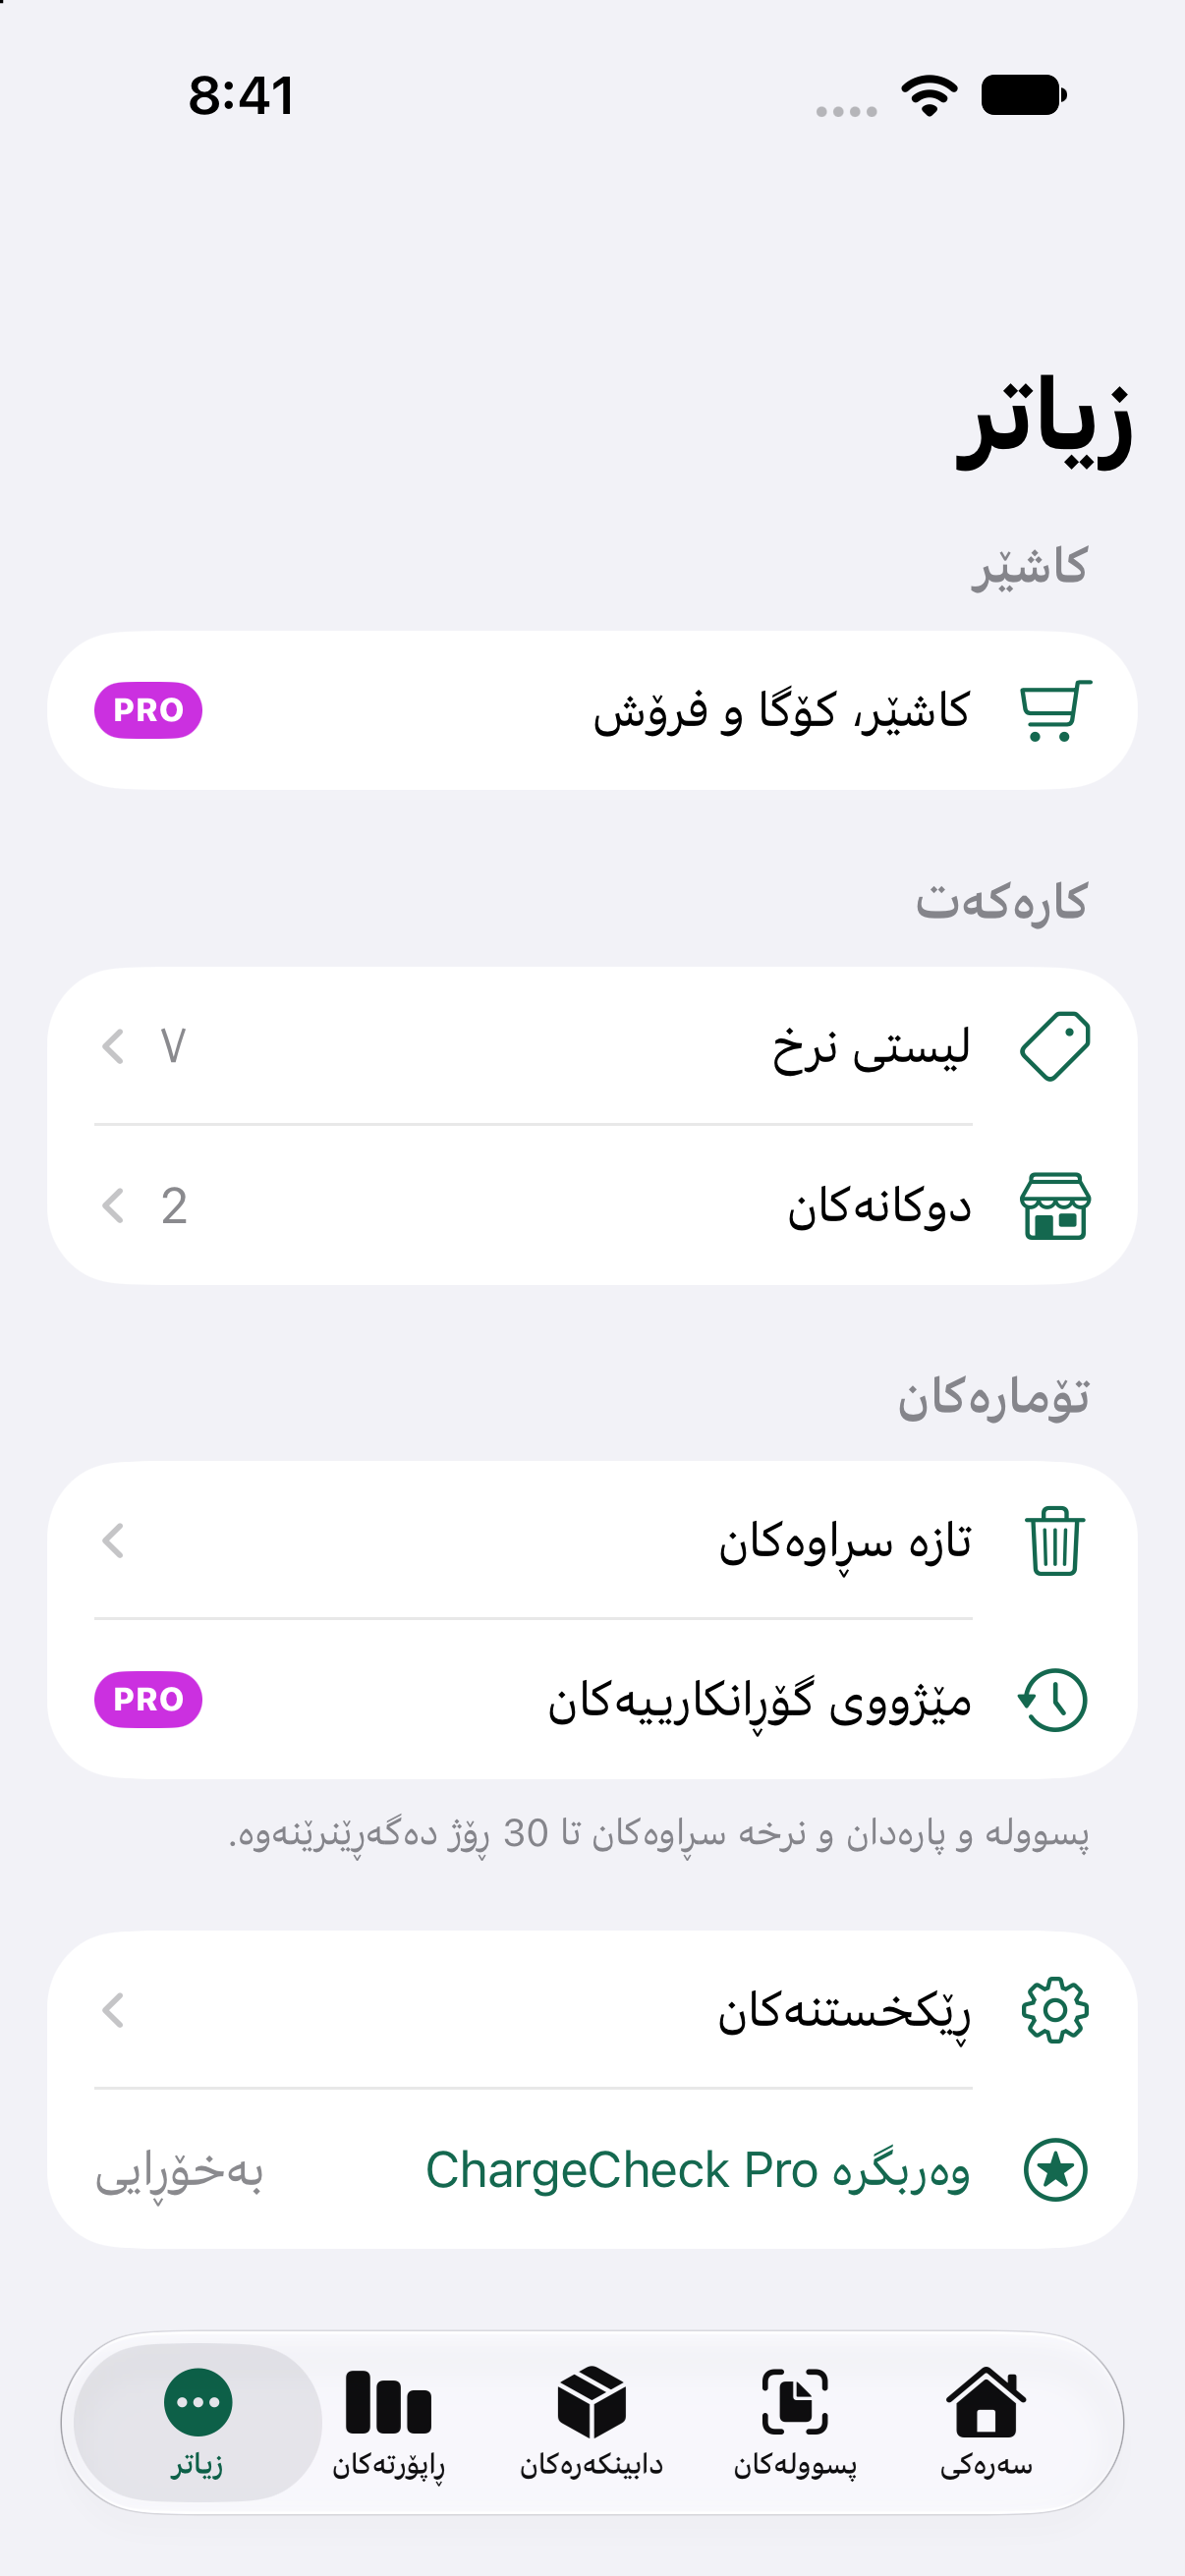 8:41
زیاتر
کاشێر
کاشێر، کۆگا و فرۆش PRO
کارەکەت
لیستی نرخ ٧
دوکانەکان 2
تۆمارەکان
تازە سڕاوەکان
مێژووی گۆڕانکارییەکان PRO
پسوولە و پارەدان و نرخە سڕاوەکان تا 30 ڕۆژ دەگەڕێنرێنەوە.
ڕێکخستنەکان
وەربگرە ChargeCheck Pro بەخۆڕایی
سەرەکی پسوولەکان دابینکەرەکان ڕاپۆرتەکان زیاتر